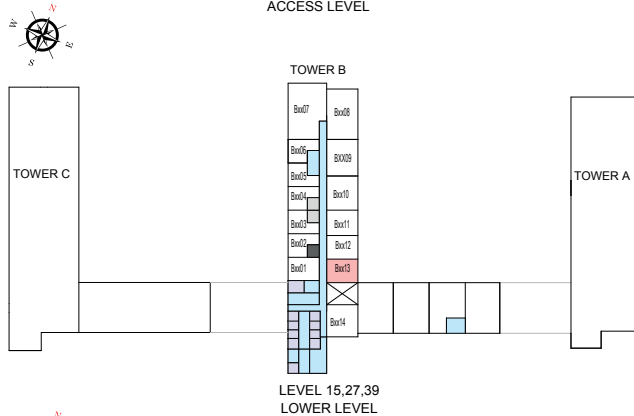 ACCESS LEVEL
N
W
E
S
TOWER B
Bxx07
Bxx08
Bxx06
BXX09
Bxx05
TOWER C
TOWER A
Bxx04
Bxx10
Bxx03
Bxx11
Bxx02
Bxx12
Bxx01
Bxx13
Bxx14
LEVEL 15,27,39
LOWER LEVEL
N